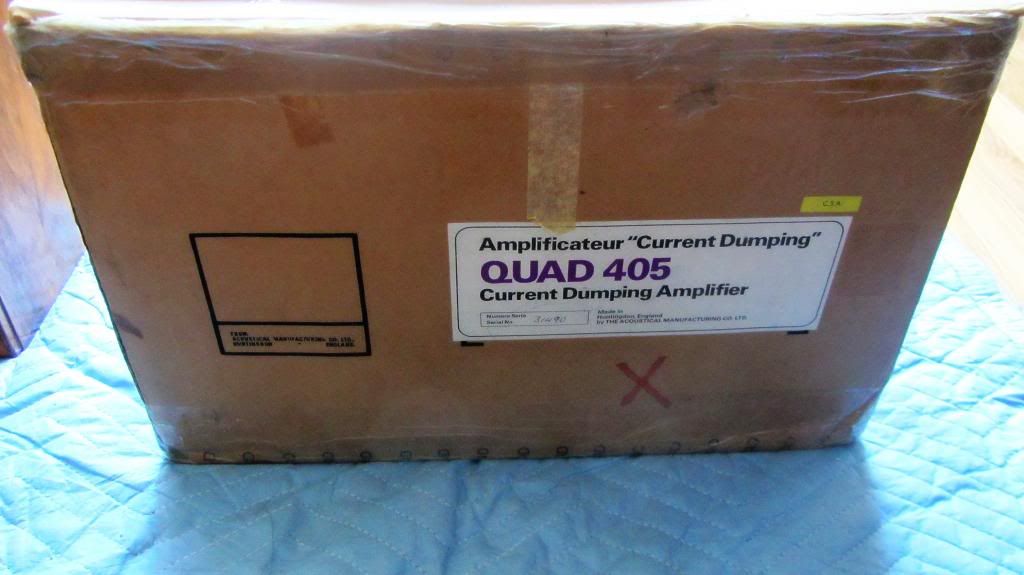 C.S.A.
Amplificateur "Current Dumping"
QUAD 405
Current Dumping Amplifier
Numero Serie
Serial No.
31490
Made in
Huntingdon, England
by THE ACOUSTICAL MANUFACTURING CO. LTD.
FROM:
ACOUSTICAL MANUFACTURING CO. LTD.,
HUNTINGDON - ENGLAND.
X